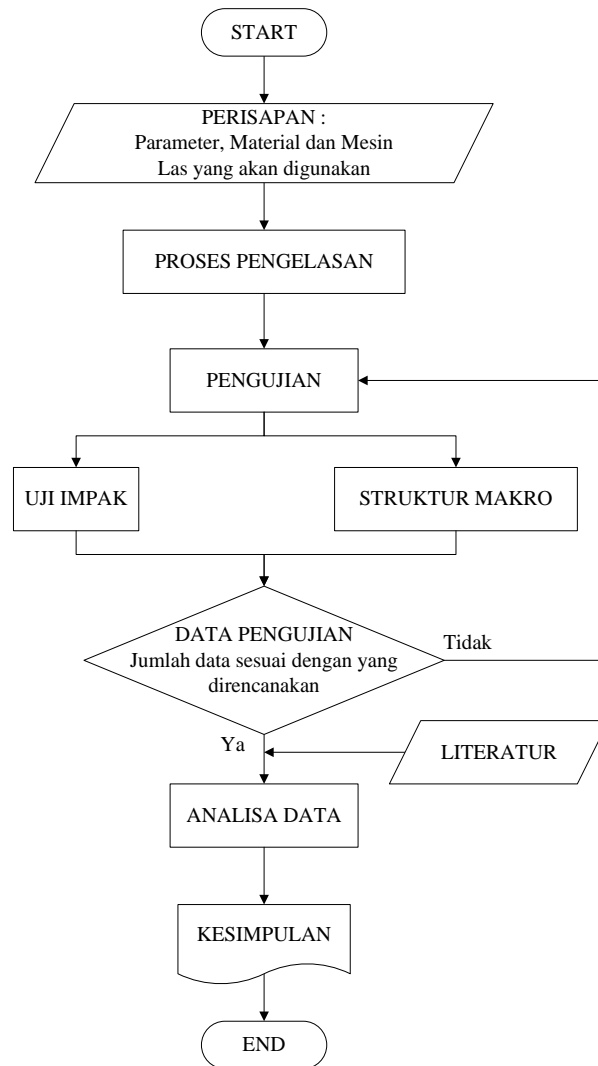 START
PERISAPAN :
Parameter, Material dan Mesin
Las yang akan digunakan
PROSES PENGELASAN
PENGUJIAN
UJI IMPAK
STRUKTUR MAKRO
DATA PENGUJIAN
Jumlah data sesuai dengan yang
direncanakan
Tidak
Ya
LITERATUR
ANALISA DATA
KESIMPULAN
END